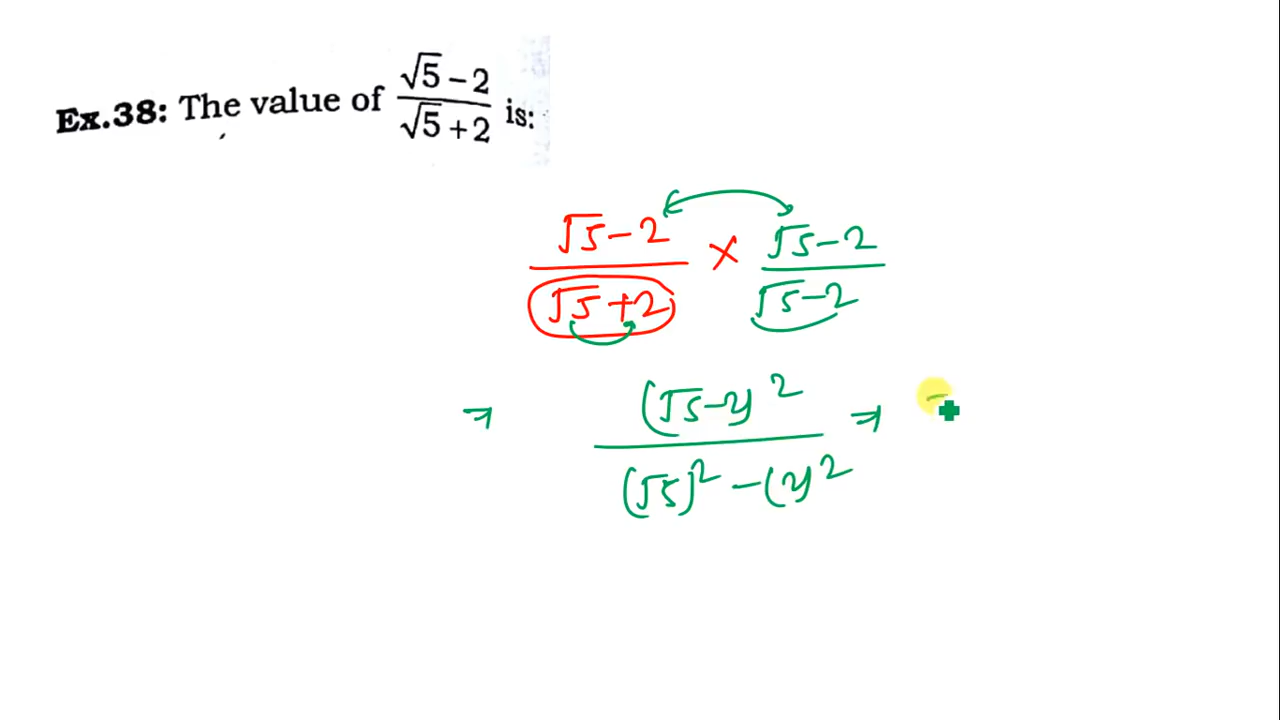 Ex.38: The value of (√5 − 2)/(√5 + 2) is:
(√5 − 2)/(√5 + 2) × (√5 − 2)/(√5 − 2)
⇒ (√5 − 2)²/((√5)² − (2)²) ⇒